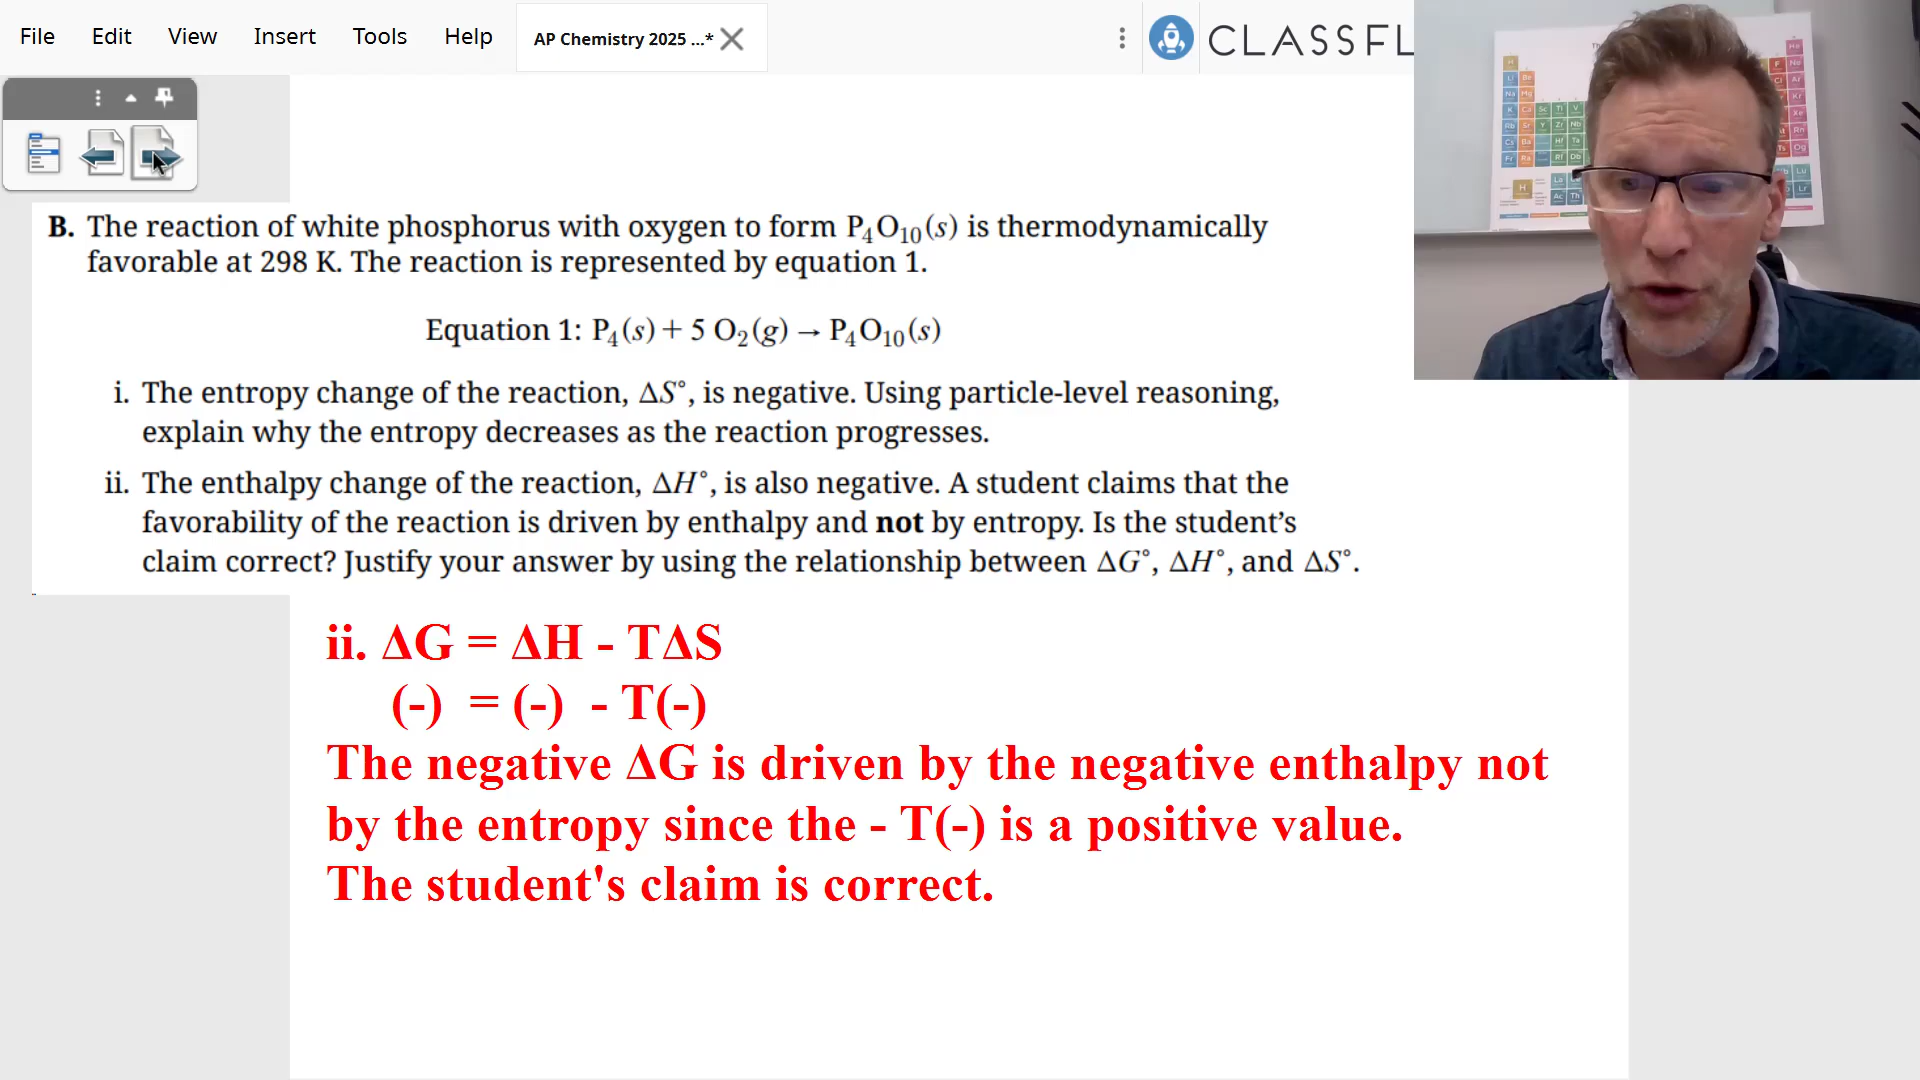 File Edit View Insert Tools Help AP Chemistry 2025 ...* CLASSFL
B. The reaction of white phosphorus with oxygen to form P₄O₁₀(s) is thermodynamically
favorable at 298 K. The reaction is represented by equation 1.
Equation 1: P₄(s) + 5 O₂(g) → P₄O₁₀(s)
i. The entropy change of the reaction, ΔS°, is negative. Using particle-level reasoning,
explain why the entropy decreases as the reaction progresses.
ii. The enthalpy change of the reaction, ΔH°, is also negative. A student claims that the
favorability of the reaction is driven by enthalpy and not by entropy. Is the student’s
claim correct? Justify your answer by using the relationship between ΔG°, ΔH°, and ΔS°.
ii. ΔG = ΔH - TΔS
(-) = (-) - T(-)
The negative ΔG is driven by the negative enthalpy not
by the entropy since the - T(-) is a positive value.
The student's claim is correct.